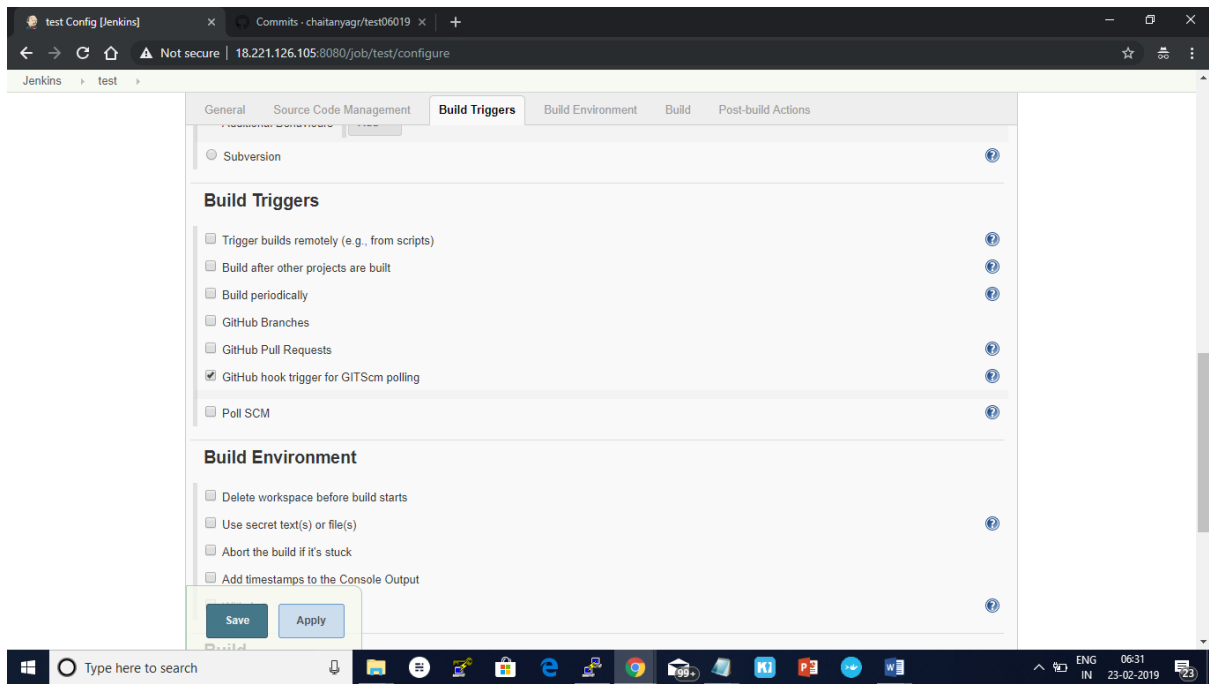 test Config [Jenkins]
Commits · chaitanyagr/test06019
Not secure | 18.221.126.105:8080/job/test/configure
Jenkins test
General Source Code Management Build Triggers Build Environment Build Post-build Actions
Subversion
Build Triggers
Trigger builds remotely (e.g., from scripts)
Build after other projects are built
Build periodically
GitHub Branches
GitHub Pull Requests
GitHub hook trigger for GITScm polling
Poll SCM
Build Environment
Delete workspace before build starts
Use secret text(s) or file(s)
Abort the build if it's stuck
Add timestamps to the Console Output
Save Apply
Build
Type here to search
99+
ENG
IN
06:31
23-02-2019
23